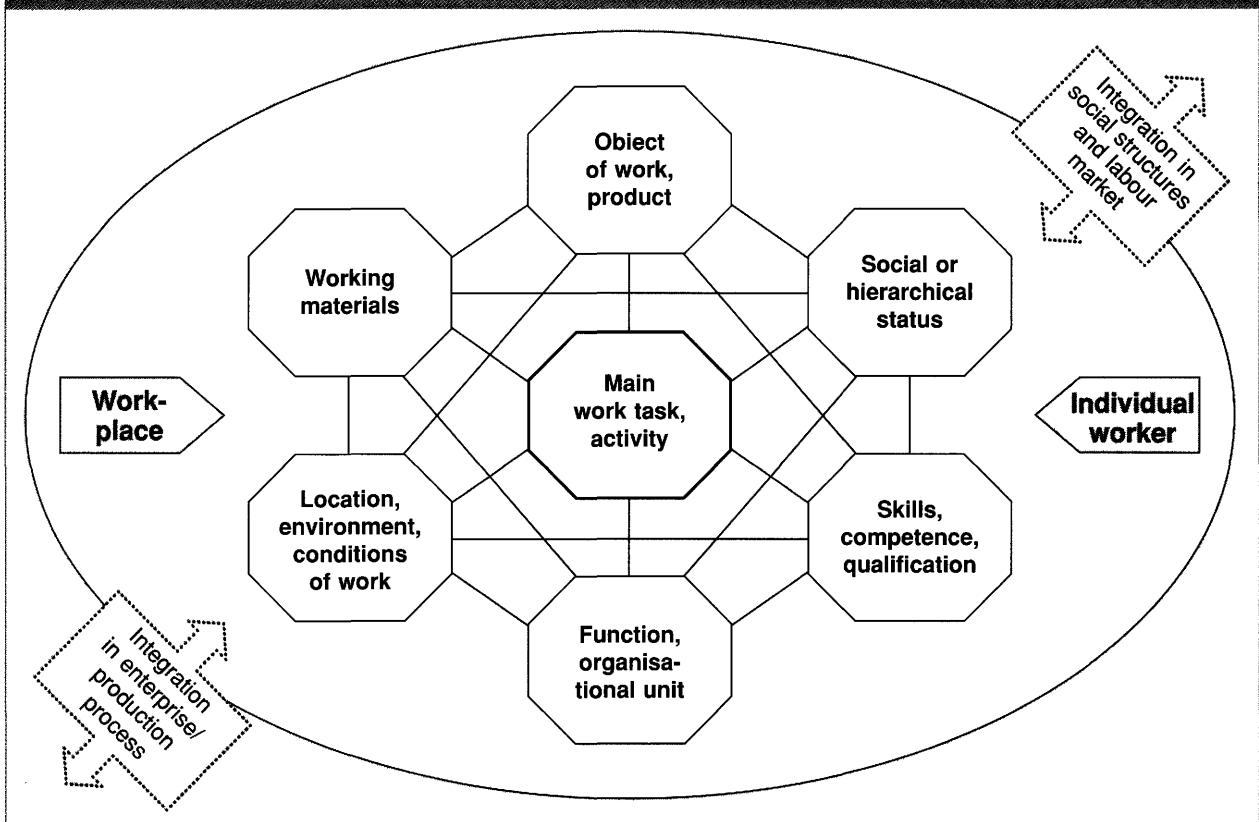 Obiect
of work,
product
Integration in
social structures
and labour
market
Working
materials
Social or
hierarchical
status
Main
work task,
activity
Work-
place
Individual
worker
Location,
environment,
conditions
of work
Skills,
competence,
qualification
Function,
organisa-
tional unit
Integration
in enterprise/
production
process